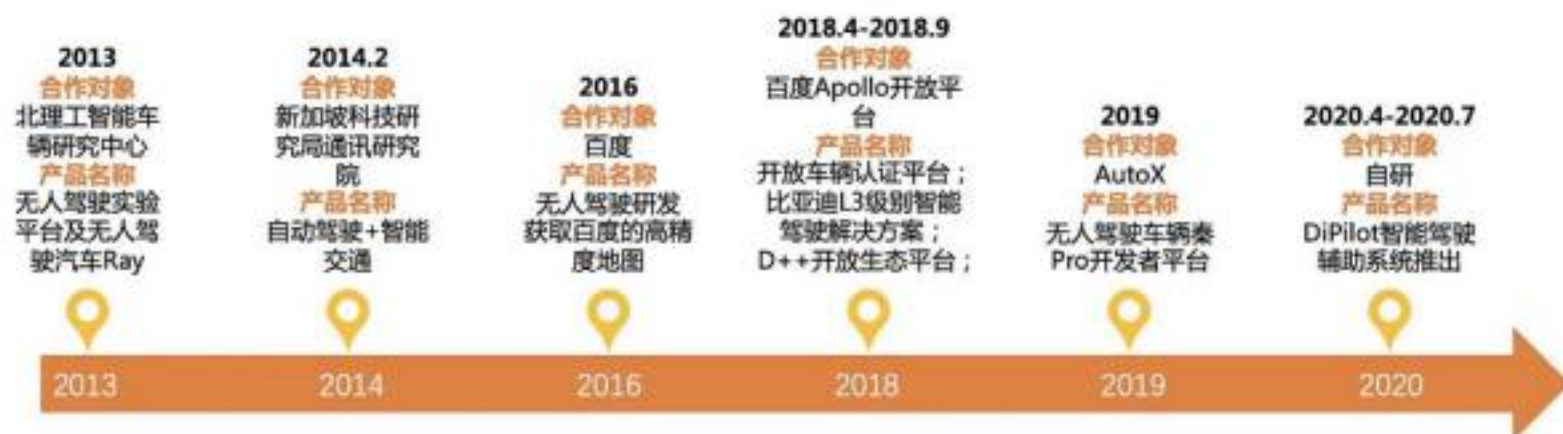 2013
合作对象
北理工智能车
辆研究中心
产品名称
无人驾驶实验
平台及无人驾
驶汽车Ray
2014.2
合作对象
新加坡科技研
究局通讯研究
院
产品名称
自动驾驶+智能
交通
2016
合作对象
百度
产品名称
无人驾驶研发
获取百度的高精
度地图
2018.4-2018.9
合作对象
百度Apollo开放平
台
产品名称
开放车辆认证平台；
比亚迪L3级别智能
驾驶解决方案；
D++开放生态平台；
2019
合作对象
AutoX
产品名称
无人驾驶车辆秦
Pro开发者平台
2020.4-2020.7
合作对象
自研
产品名称
DiPilot智能驾驶
辅助系统推出
2013
2014
2016
2018
2019
2020